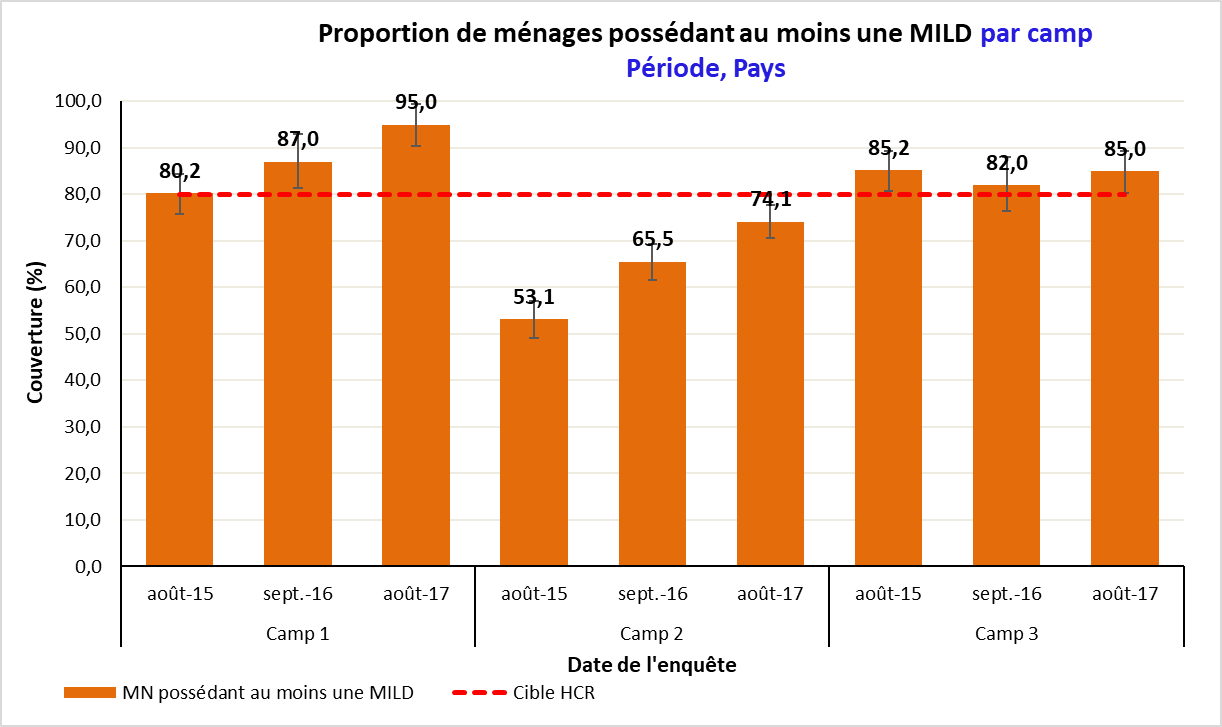 Proportion de ménages possédant au moins une MILD par camp
Période, Pays
100,0
90,0
80,0
70,0
60,0
50,0
40,0
30,0
20,0
10,0
0,0
Couverture (%)
80,2
87,0
95,0
53,1
65,5
74,1
85,2
82,0
85,0
août-15
sept.-16
août-17
août-15
sept.-16
août-17
août-15
sept.-16
août-17
Camp 1
Camp 2
Camp 3
Date de l'enquête
MN possédant au moins une MILD
Cible HCR